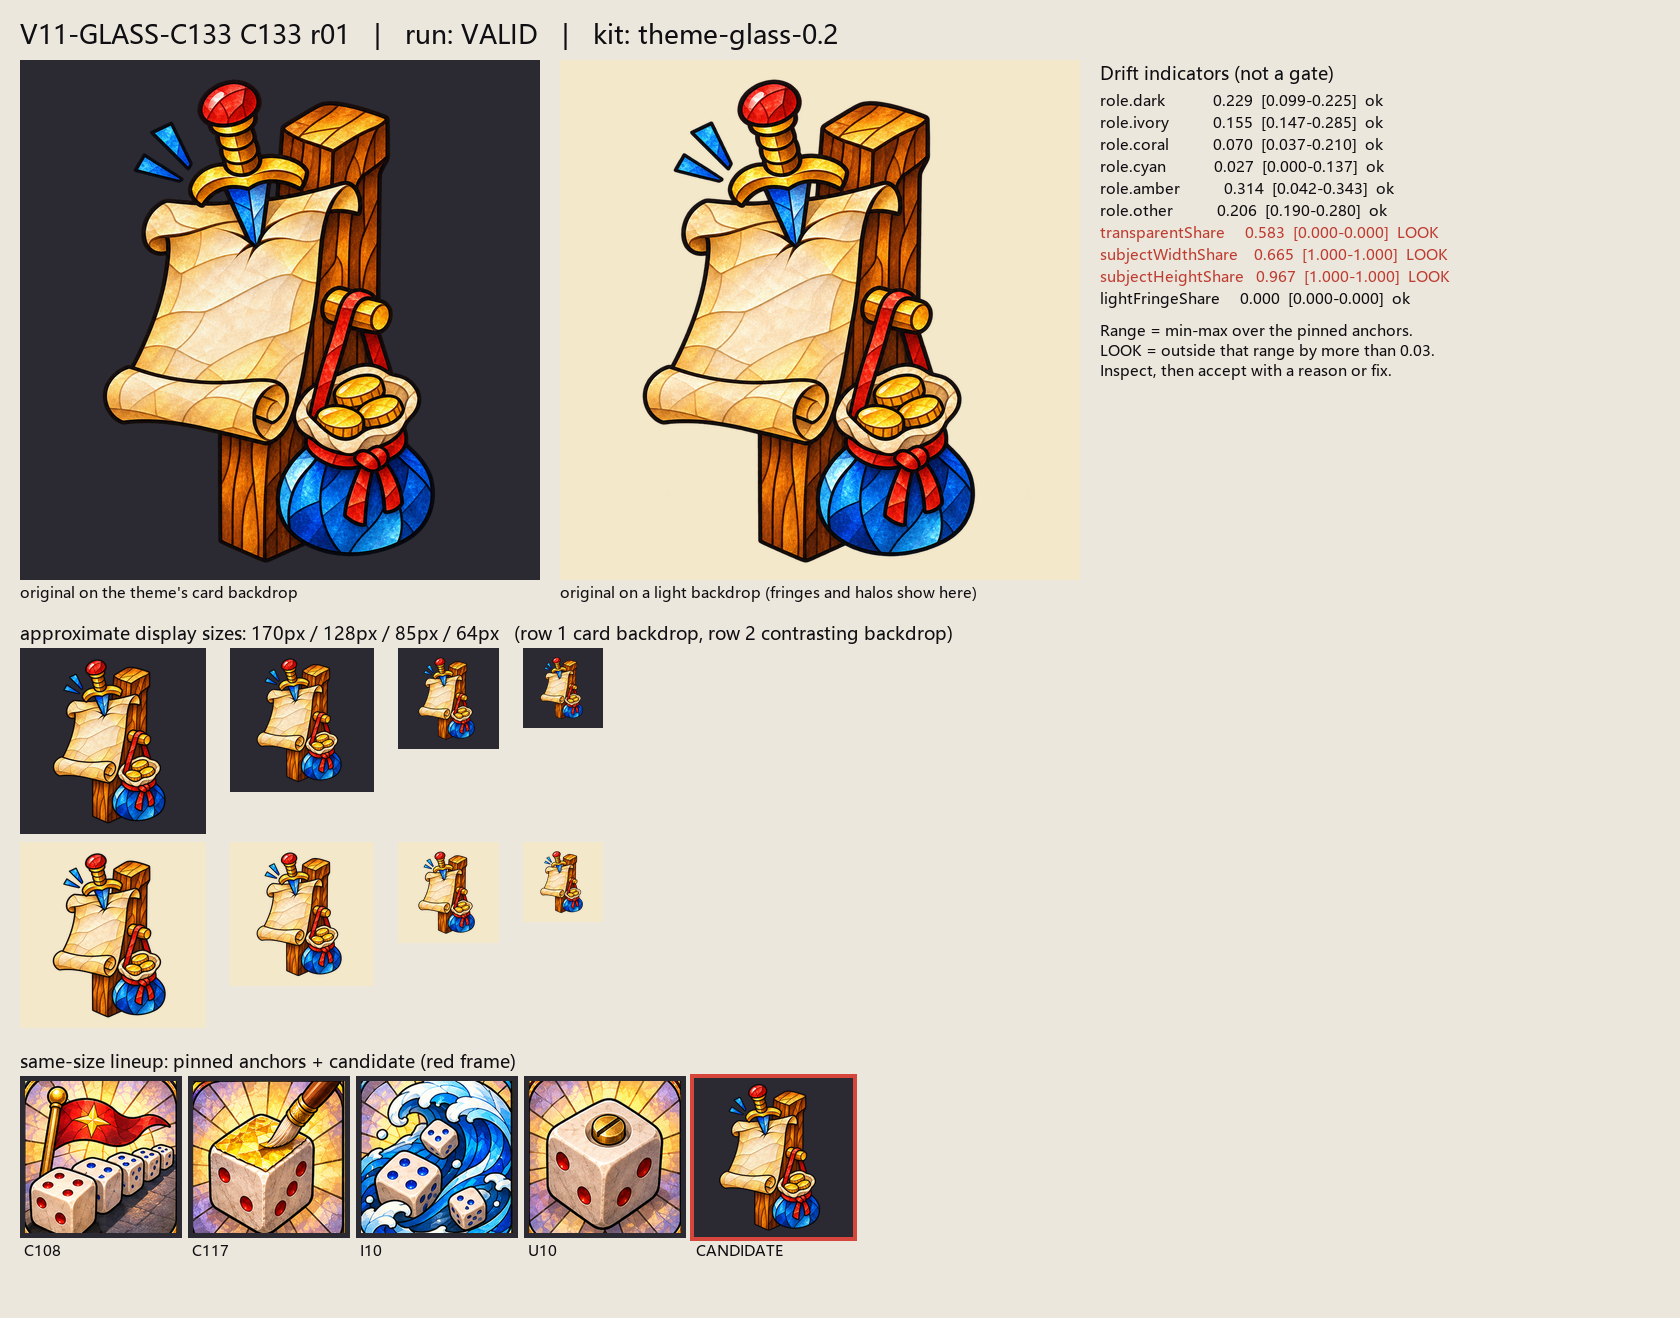 V11-GLASS-C133 C133 r01 | run: VALID | kit: theme-glass-0.2
Drift indicators (not a gate)
role.dark 0.229 [0.099-0.225] ok
role.ivory 0.155 [0.147-0.285] ok
role.coral 0.070 [0.037-0.210] ok
role.cyan 0.027 [0.000-0.137] ok
role.amber 0.314 [0.042-0.343] ok
role.other 0.206 [0.190-0.280] ok
transparentShare 0.583 [0.000-0.000] LOOK
subjectWidthShare 0.665 [1.000-1.000] LOOK
subjectHeightShare 0.967 [1.000-1.000] LOOK
lightFringeShare 0.000 [0.000-0.000] ok
Range = min-max over the pinned anchors.
LOOK = outside that range by more than 0.03.
Inspect, then accept with a reason or fix.
original on the theme's card backdrop
original on a light backdrop (fringes and halos show here)
approximate display sizes: 170px / 128px / 85px / 64px (row 1 card backdrop, row 2 contrasting backdrop)
same-size lineup: pinned anchors + candidate (red frame)
C108
C117
I10
U10
CANDIDATE